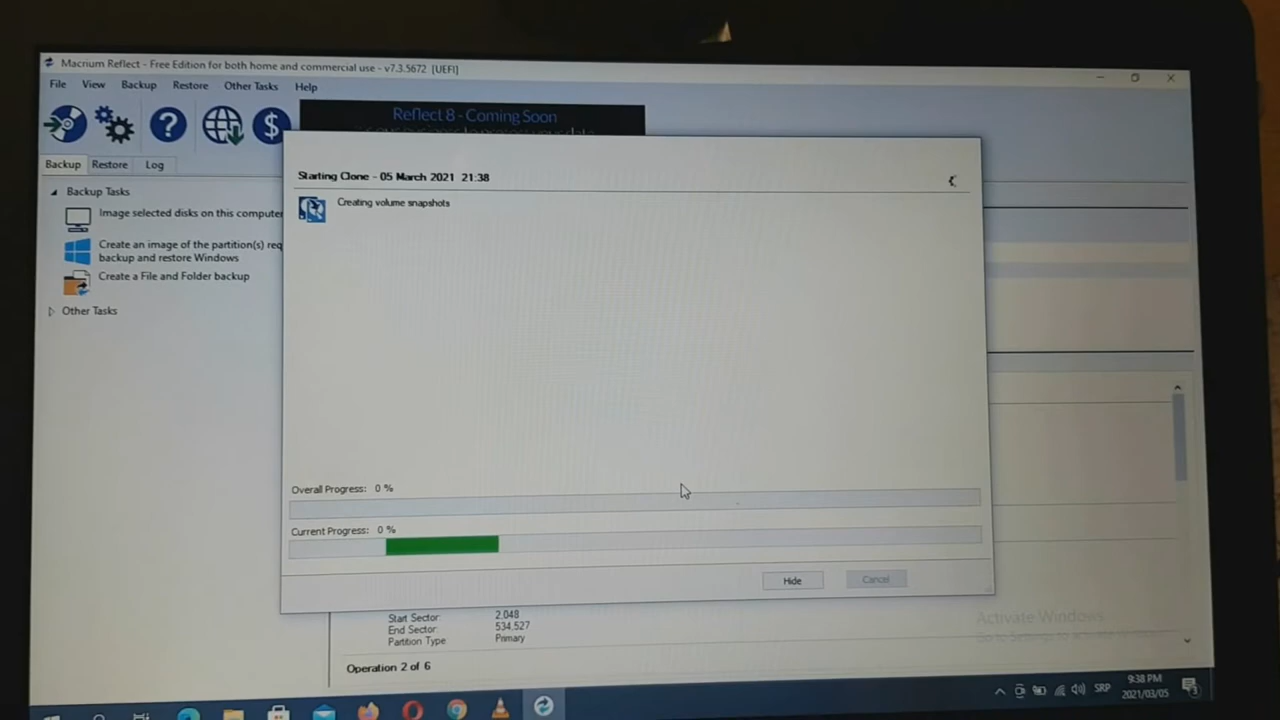 Macrium Reflect - Free Edition for both home and commercial use - v7.3.5672 [UEFI]
File View Backup Restore Other Tasks Help
Reflect 8 - Coming Soon
Backup Restore Log
Backup Tasks
Image selected disks on this computer
Create an image of the partition(s) req
backup and restore Windows
Create a File and Folder backup
Other Tasks
Starting Clone - 05 March 2021 21:38
Creating volume snapshots
Overall Progress: 0 %
Current Progress: 0 %
Hide Cancel
Start Sector: 2.048
End Sector: 534.527
Partition Type Primary
Operation 2 of 6
Activate Windows
SRP
9:38 PM
2021/03/05